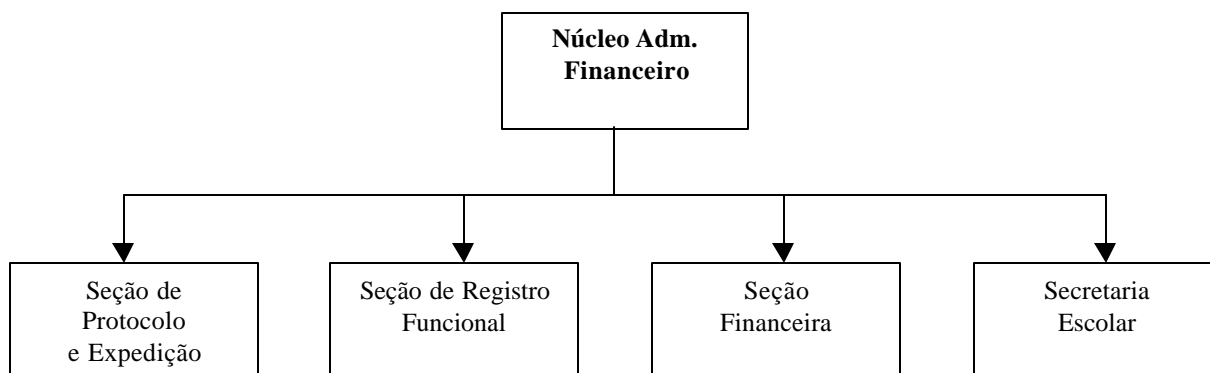 Núcleo Adm.
Financeiro
Seção de
Protocolo
e Expedição
Seção de Registro
Funcional
Seção
Financeira
Secretaria
Escolar